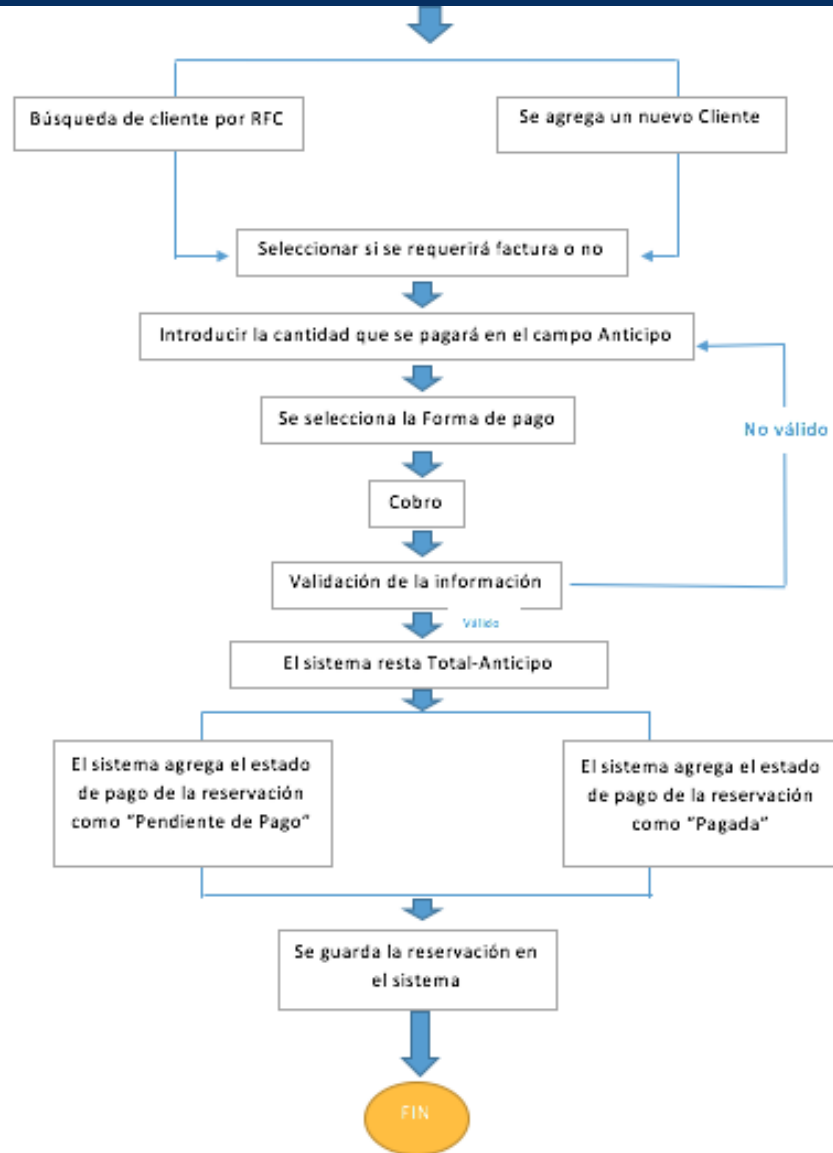 Búsqueda de cliente por RFC
Se agrega un nuevo Cliente
Seleccionar si se requerirá factura o no
Introducir la cantidad que se pagará en el campo Anticipo
Se selecciona la Forma de pago
No válido
Cobro
Validación de la información
Válido
El sistema resta Total-Anticipo
El sistema agrega el estado
de pago de la reservación
como "Pendiente de Pago"
El sistema agrega el estado
de pago de la reservación
como "Pagada"
Se guarda la reservación en
el sistema
FIN